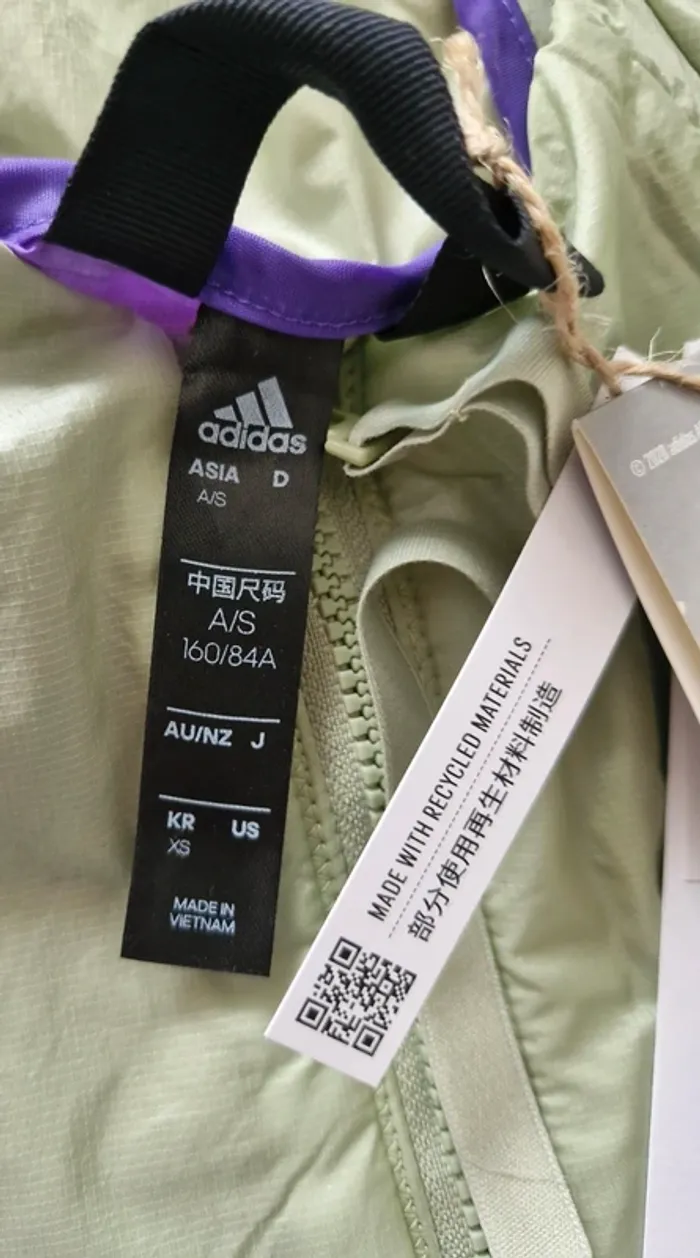 adidas
ASIA D
A/S
中国尺码
A/S
160/84A
AU/NZ J
KR US
XS
MADE IN
VIETNAM
MADE WITH RECYCLED MATERIALS
部分使用再生材料制造
adidas